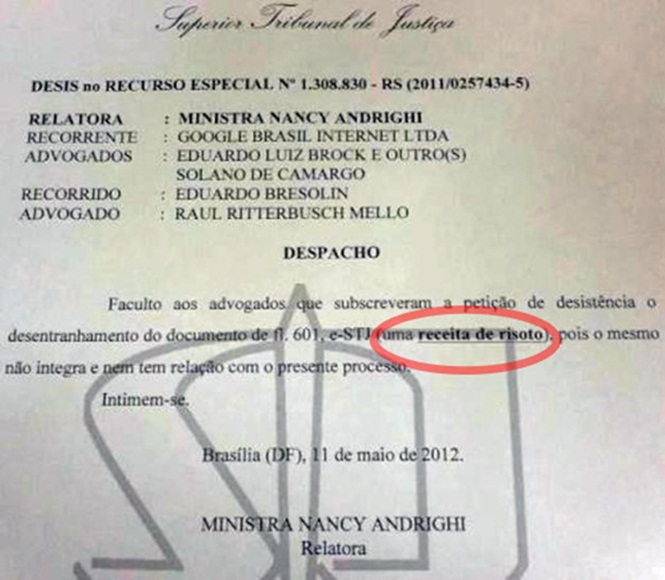 Superior Tribunal de Justiça
DESIS no RECURSO ESPECIAL Nº 1.308.830 - RS (2011/0257434-5)
RELATORA : MINISTRA NANCY ANDRIGHI
RECORRENTE : GOOGLE BRASIL INTERNET LTDA
ADVOGADOS : EDUARDO LUIZ BROCK E OUTRO(S)
SOLANO DE CAMARGO
RECORRIDO : EDUARDO BRESOLIN
ADVOGADO : RAUL RITTERBUSCH MELLO
DESPACHO
Faculto aos advogados que subscreveram a petição de desistência o
desentranhamento do documento de fl. 601, e-STJ (uma receita de risoto), pois o mesmo
não integra e nem tem relação com o presente processo.
Intimem-se.
Brasília (DF), 11 de maio de 2012.
MINISTRA NANCY ANDRIGHI
Relatora